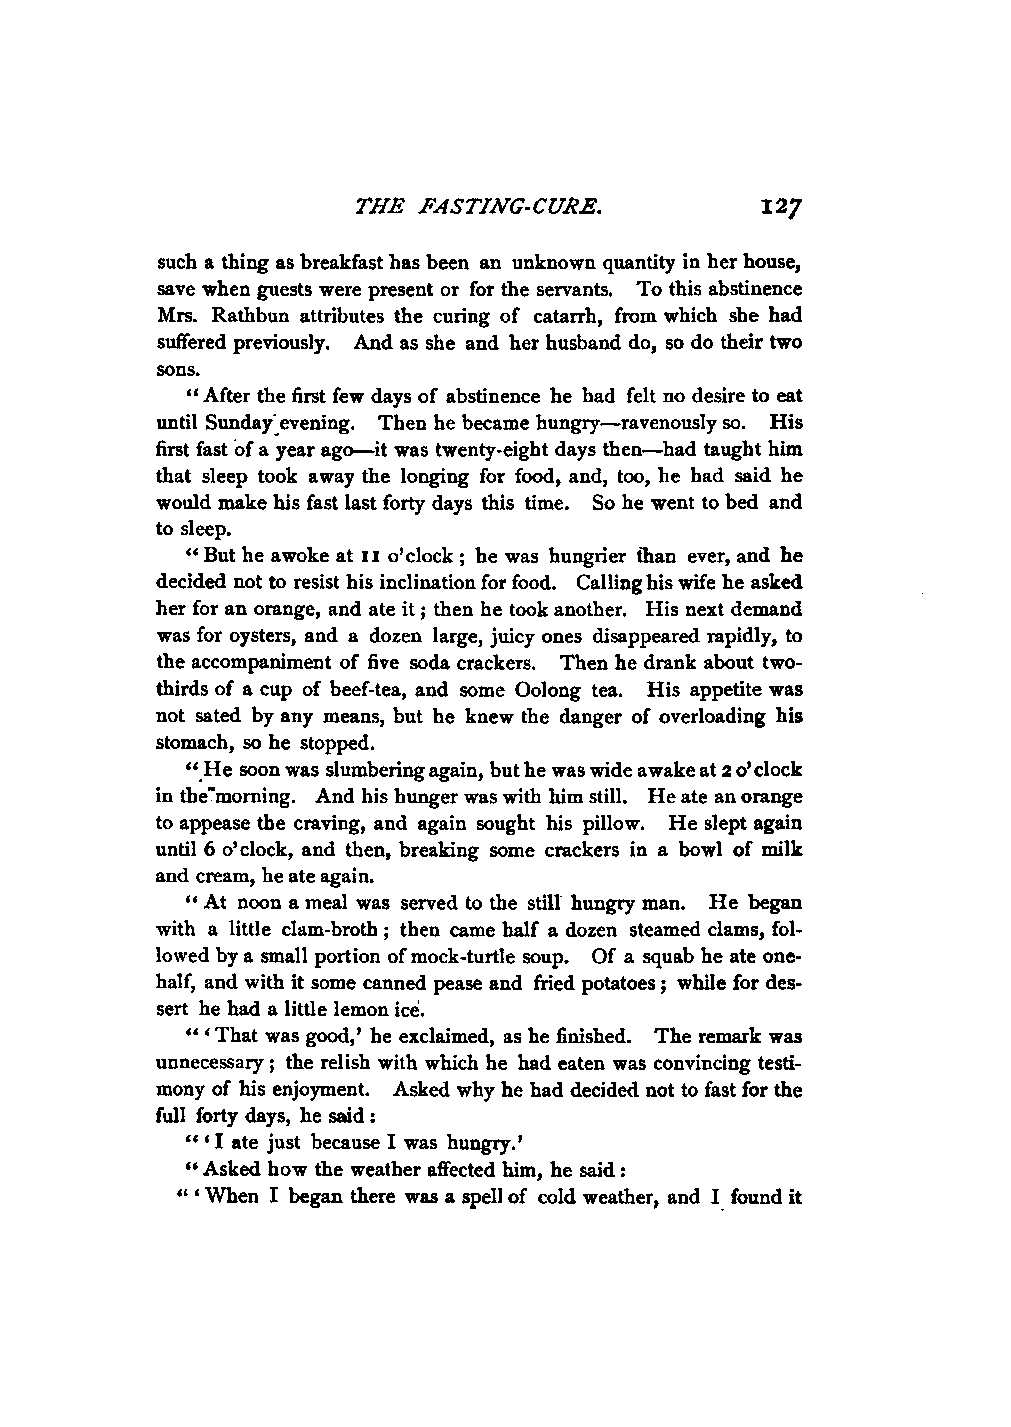 THE FASTING-CURE. 127
such a thing as breakfast has been an unknown quantity in her house,
save when guests were present or for the servants. To this abstinence
Mrs. Rathbun attributes the curing of catarrh, from which she had
suffered previously. And as she and her husband do, so do their two
sons.
“After the first few days of abstinence he had felt no desire to eat
until Sunday evening. Then he became hungry—ravenously so. His
first fast of a year ago—it was twenty-eight days then—had taught him
that sleep took away the longing for food, and, too, he had said he
would make his fast last forty days this time. So he went to bed and
to sleep.
“But he awoke at 11 o'clock; he was hungrier than ever, and he
decided not to resist his inclination for food. Calling his wife he asked
her for an orange, and ate it; then he took another. His next demand
was for oysters, and a dozen large, juicy ones disappeared rapidly, to
the accompaniment of five soda crackers. Then he drank about two-
thirds of a cup of beef-tea, and some Oolong tea. His appetite was
not sated by any means, but he knew the danger of overloading his
stomach, so he stopped.
“He soon was slumbering again, but he was wide awake at 2 o'clock
in the morning. And his hunger was with him still. He ate an orange
to appease the craving, and again sought his pillow. He slept again
until 6 o'clock, and then, breaking some crackers in a bowl of milk
and cream, he ate again.
“At noon a meal was served to the still hungry man. He began
with a little clam-broth; then came half a dozen steamed clams, fol-
lowed by a small portion of mock-turtle soup. Of a squab he ate one-
half, and with it some canned pease and fried potatoes; while for des-
sert he had a little lemon ice.
“‘That was good,’ he exclaimed, as he finished. The remark was
unnecessary; the relish with which he had eaten was convincing testi-
mony of his enjoyment. Asked why he had decided not to fast for the
full forty days, he said:
“‘I ate just because I was hungry.’
“Asked how the weather affected him, he said:
“‘When I began there was a spell of cold weather, and I found it